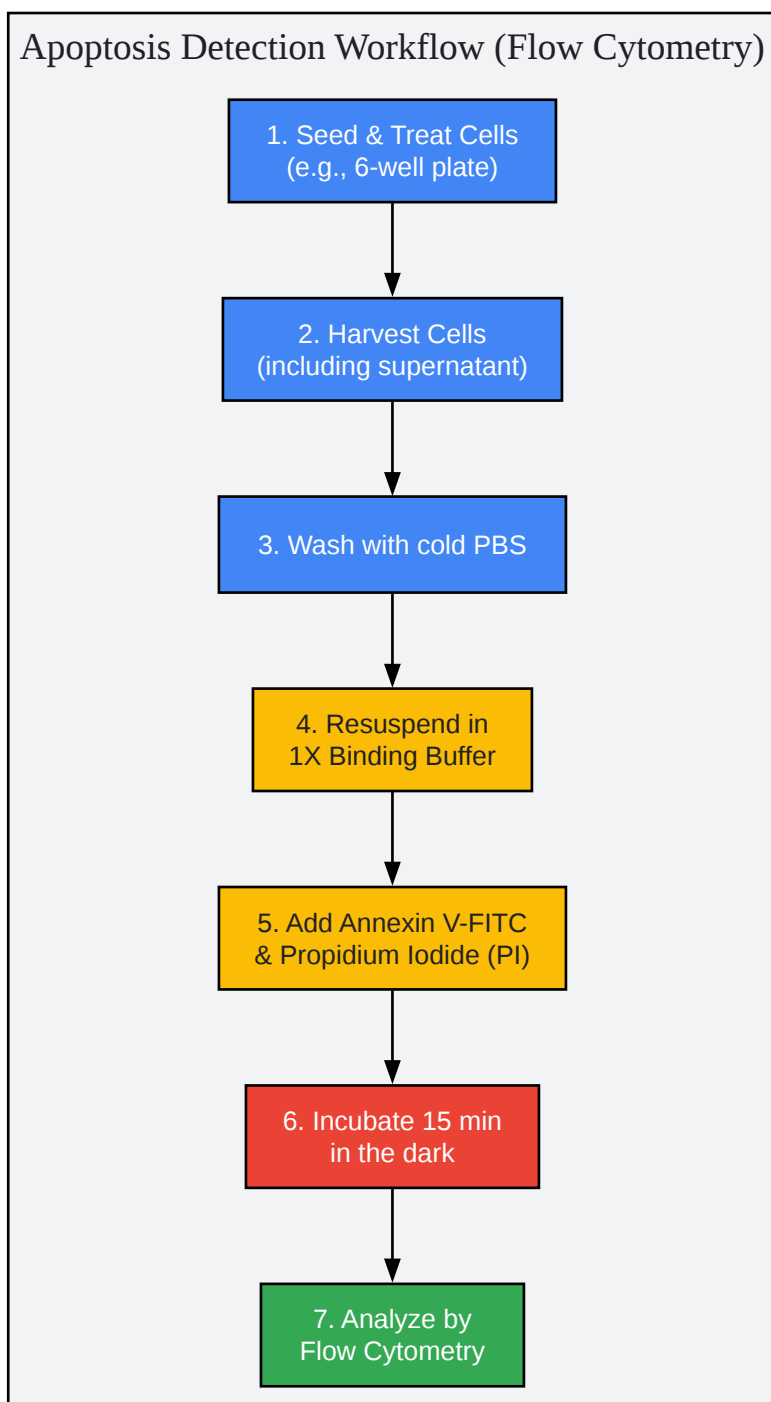 Apoptosis Detection Workflow (Flow Cytometry)
1. Seed & Treat Cells
(e.g., 6-well plate)
2. Harvest Cells
(including supernatant)
3. Wash with cold PBS
4. Resuspend in
1X Binding Buffer
5. Add Annexin V-FITC
& Propidium Iodide (PI)
6. Incubate 15 min
in the dark
7. Analyze by
Flow Cytometry